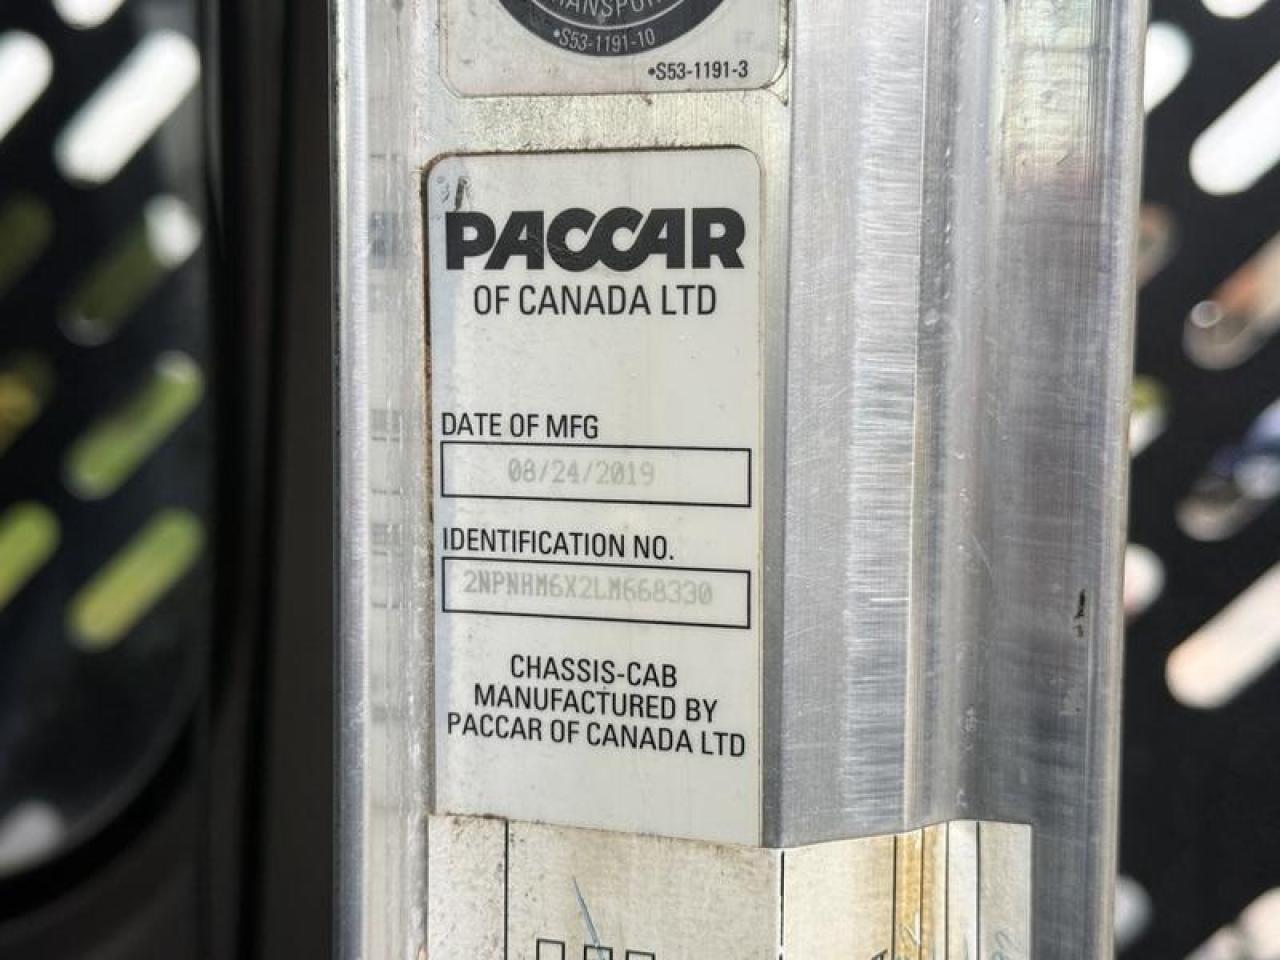 •S53-1191-10
•S53-1191-3
PACCAR
OF CANADA LTD
DATE OF MFG
08/24/2019
IDENTIFICATION NO.
2NPNHM6X2LM668330
CHASSIS-CAB
MANUFACTURED BY
PACCAR OF CANADA LTD